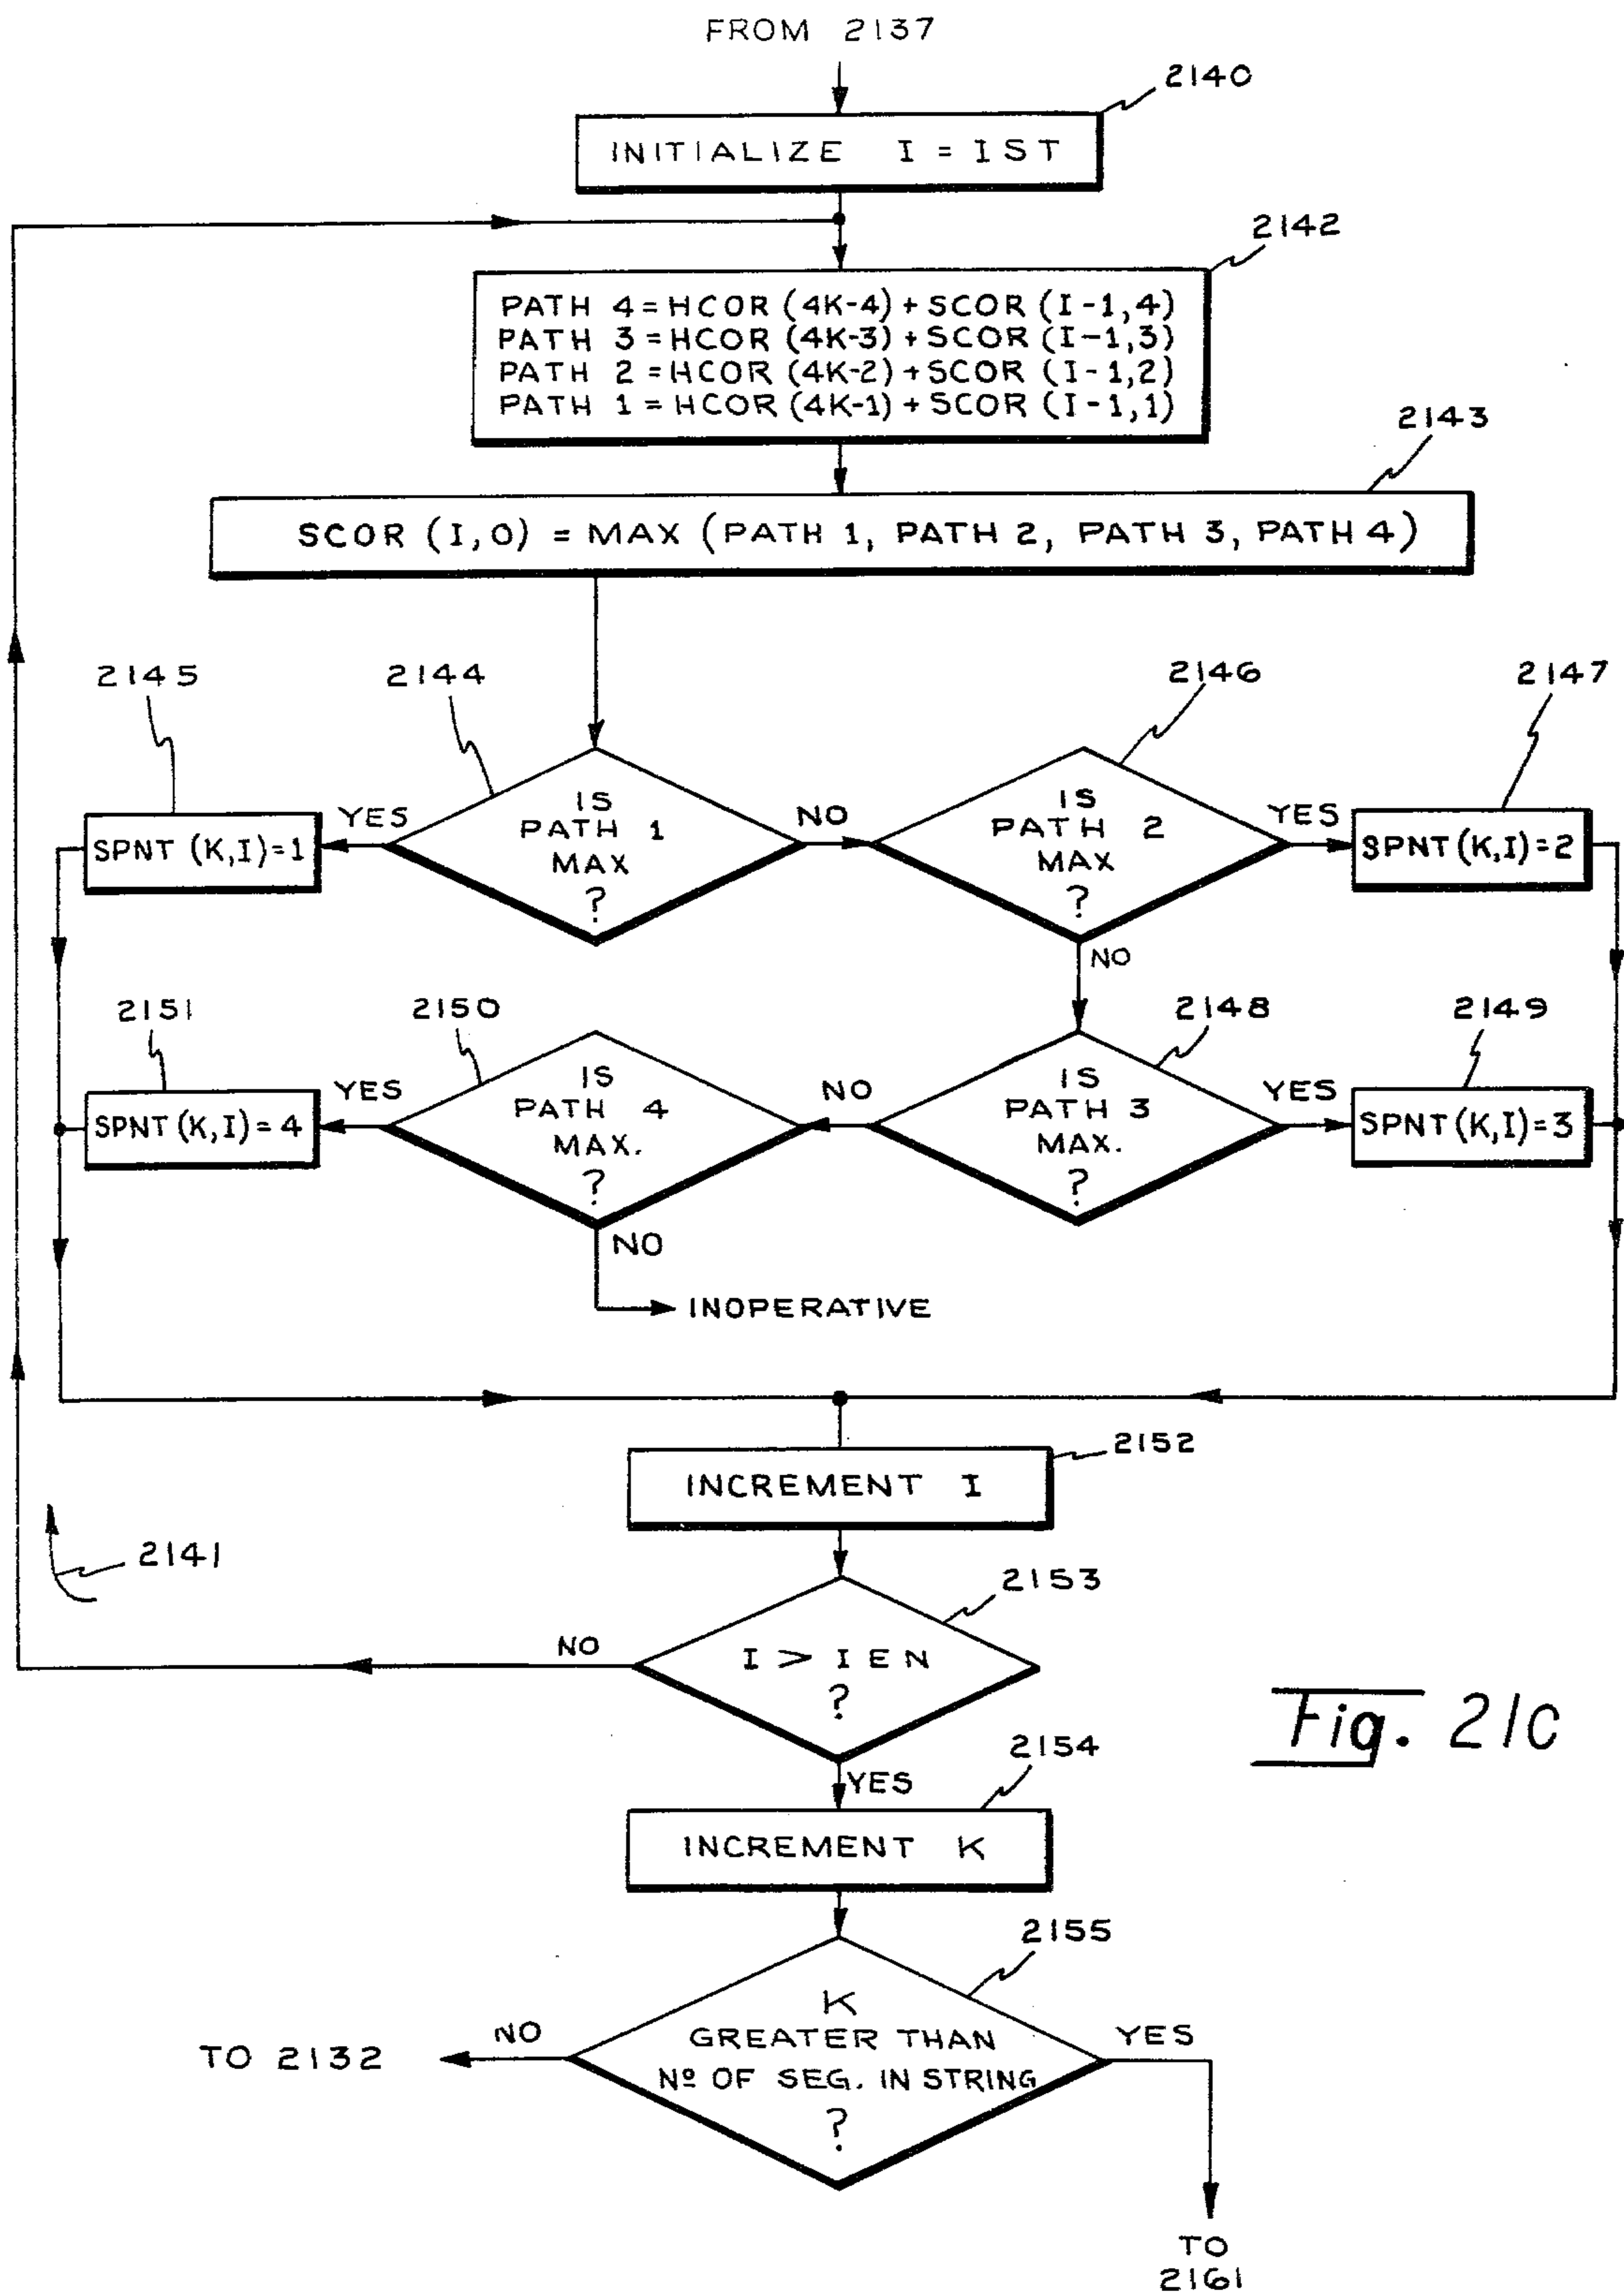 FROM 2137
2140
INITIALIZE I = IST
2142
PATH 4 = HCOR (4K-4) + SCOR (I-1,4)
PATH 3 = HCOR (4K-3) + SCOR (I-1,3)
PATH 2 = HCOR (4K-2) + SCOR (I-1,2)
PATH 1 = HCOR (4K-1) + SCOR (I-1,1)
2143
SCOR (I,0) = MAX (PATH 1, PATH 2, PATH 3, PATH 4)
2145
2144
2146
2147
SPNT (K,I)=1
YES
IS
PATH 1
MAX
?
NO
IS
PATH 2
MAX
?
YES
SPNT(K,I)=2
NO
2151
2150
2148
2149
SPNT(K,I)=4
YES
IS
PATH 4
MAX.
?
NO
IS
PATH 3
MAX.
?
YES
SPNT(K,I)=3
NO
INOPERATIVE
2152
INCREMENT I
2141
2153
NO
I > IEN
?
Fig. 21C
2154
YES
INCREMENT K
2155
TO 2132
NO
K
GREATER THAN
Nº OF SEG. IN STRING
?
YES
TO
2161